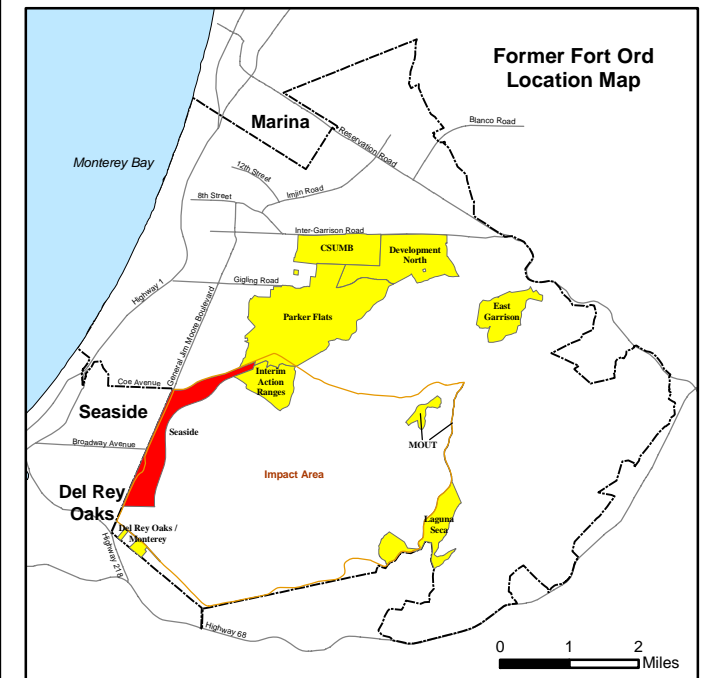 Former Fort Ord
Location Map
Marina
Blanco Road
Reservation Road
Monterey Bay
12th Street
Imjin Road
8th Street
Inter-Garrison Road
CSUMB
Development
North
Highway 1
Gigling Road
General Jim Moore Boulevard
Parker Flats
East
Garrison
Interim
Action
Ranges
Coe Avenue
Seaside
Seaside
Broadway Avenue
MOUT
Impact Area
Del Rey
Oaks
Del Rey Oaks /
Monterey
Laguna
Seca
Highway 218
Highway 68
0 1 2
Miles